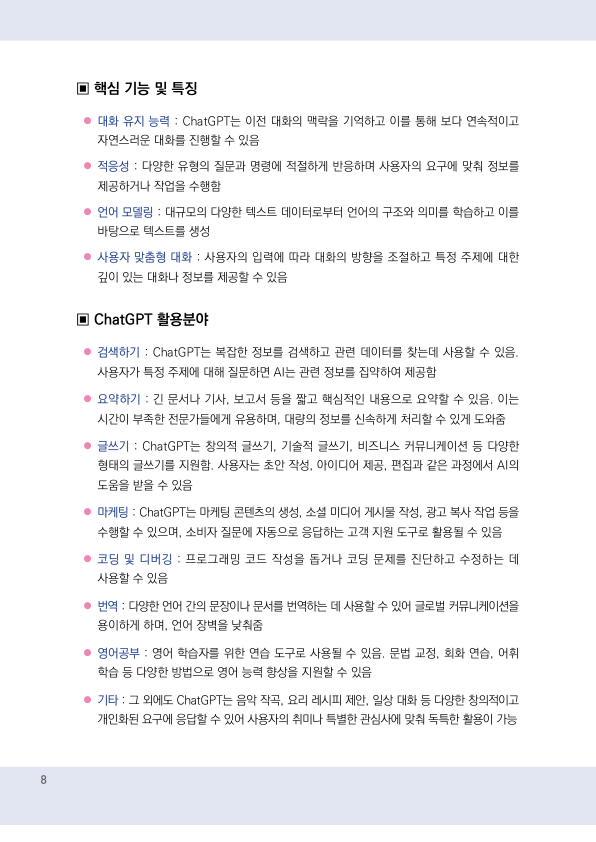 ▣ 핵심 기능 및 특징
● 대화 유지 능력 : ChatGPT는 이전 대화의 맥락을 기억하고 이를 통해 보다 연속적이고
자연스러운 대화를 진행할 수 있음
● 적응성 : 다양한 유형의 질문과 명령에 적절하게 반응하며 사용자의 요구에 맞춰 정보를
제공하거나 작업을 수행함
● 언어 모델링 : 대규모의 다양한 텍스트 데이터로부터 언어의 구조와 의미를 학습하고 이를
바탕으로 텍스트를 생성
● 사용자 맞춤형 대화 : 사용자의 입력에 따라 대화의 방향을 조절하고 특정 주제에 대한
깊이 있는 대화나 정보를 제공할 수 있음
▣ ChatGPT 활용분야
● 검색하기 : ChatGPT는 복잡한 정보를 검색하고 관련 데이터를 찾는데 사용할 수 있음.
사용자가 특정 주제에 대해 질문하면 AI는 관련 정보를 집약하여 제공함
● 요약하기 : 긴 문서나 기사, 보고서 등을 짧고 핵심적인 내용으로 요약할 수 있음. 이는
시간이 부족한 전문가들에게 유용하며, 대량의 정보를 신속하게 처리할 수 있게 도와줌
● 글쓰기 : ChatGPT는 창의적 글쓰기, 기술적 글쓰기, 비즈니스 커뮤니케이션 등 다양한
형태의 글쓰기를 지원함. 사용자는 초안 작성, 아이디어 제공, 편집과 같은 과정에서 AI의
도움을 받을 수 있음
● 마케팅 : ChatGPT는 마케팅 콘텐츠의 생성, 소셜 미디어 게시물 작성, 광고 복사 작업 등을
수행할 수 있으며, 소비자 질문에 자동으로 응답하는 고객 지원 도구로 활용될 수 있음
● 코딩 및 디버깅 : 프로그래밍 코드 작성을 돕거나 코딩 문제를 진단하고 수정하는 데
사용할 수 있음
● 번역 : 다양한 언어 간의 문장이나 문서를 번역하는 데 사용할 수 있어 글로벌 커뮤니케이션을
용이하게 하며, 언어 장벽을 낮춰줌
● 영어공부 : 영어 학습자를 위한 연습 도구로 사용될 수 있음. 문법 교정, 회화 연습, 어휘
학습 등 다양한 방법으로 영어 능력 향상을 지원할 수 있음
● 기타 : 그 외에도 ChatGPT는 음악 작곡, 요리 레시피 제안, 일상 대화 등 다양한 창의적이고
개인화된 요구에 응답할 수 있어 사용자의 취미나 특별한 관심사에 맞춰 독특한 활용이 가능
8